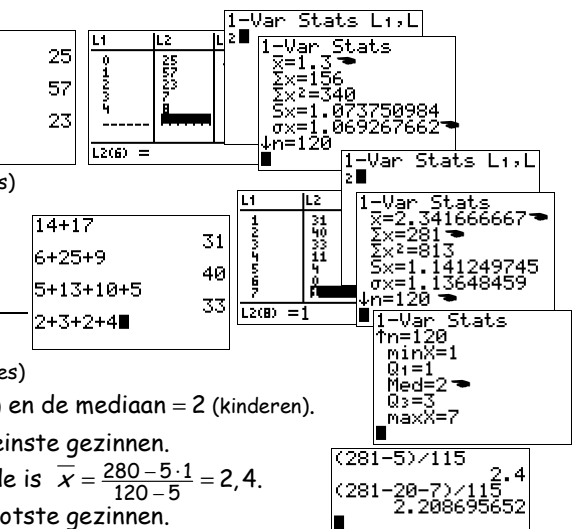 1-Var Stats L₁,L
2
25
57
23
L1 L2 L
0 25
1 57
2 23
3 7
4 8
------
L2(6) =
1-Var Stats
x̄=1.3
Σx=156
Σx²=340
Sx=1.073750984
σx=1.069267662
↓n=120
s)
1-Var Stats L₁,L
2
14+17
31
6+25+9
40
5+13+10+5
33
2+3+2+4
L1 L2
1 31
2 40
3 33
4 11
5 4
6 0
7
L2(8) =1
1-Var Stats
x̄=2.341666667
Σx=281
Σx²=813
Sx=1.141249745
σx=1.13648459
↓n=120
1-Var Stats
↑n=120
minX=1
Q₁=1
Med=2
Q₃=3
maxX=7
es)
) en de mediaan = 2 (kinderen).
einste gezinnen.
de is x̄ = (280 − 5·1)/(120 − 5) = 2,4.
ootste gezinnen.
(281-5)/115
2.4
(281-20-7)/115
2.208695652